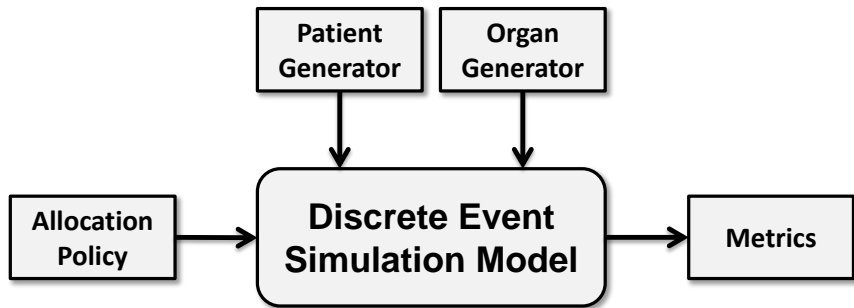 Patient
Generator
Organ
Generator
Allocation
Policy
Discrete Event
Simulation Model
Metrics